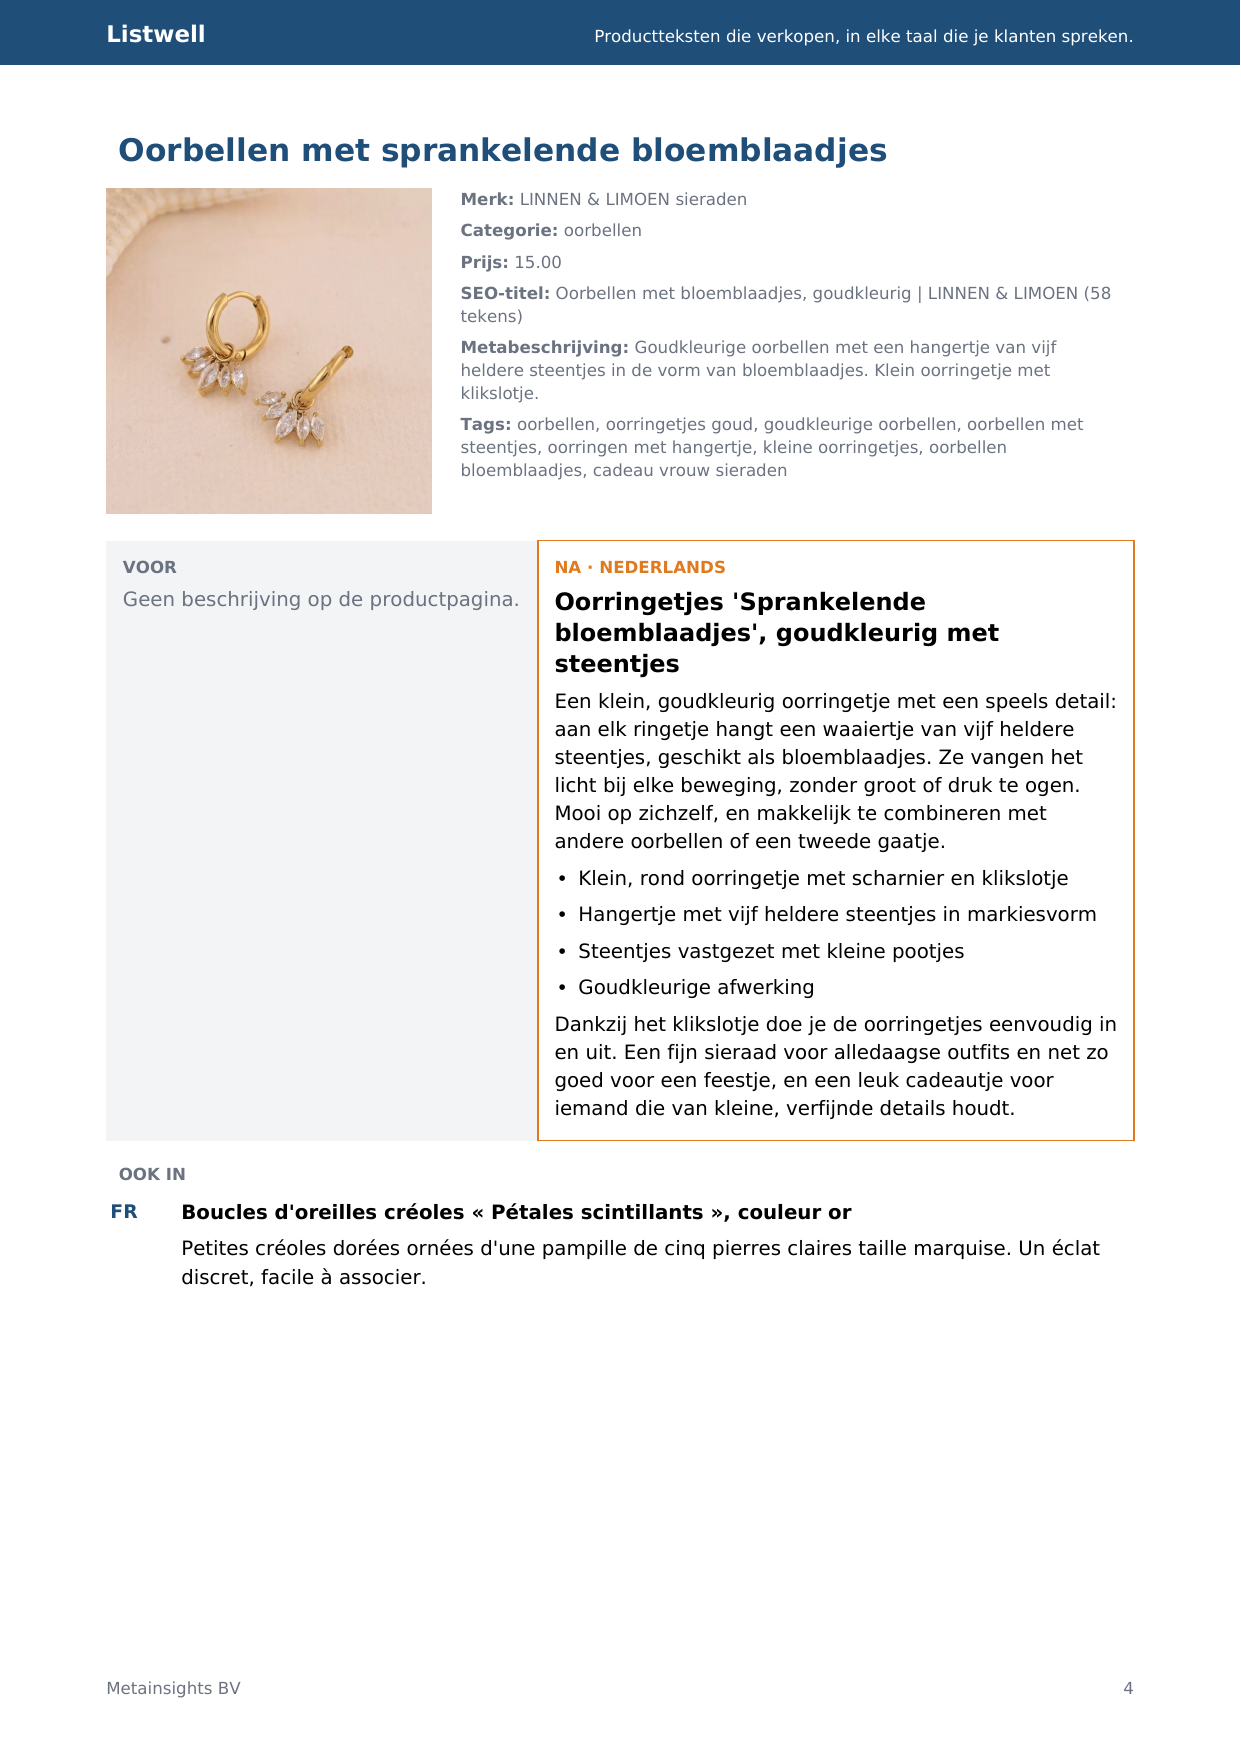 Listwell
Productteksten die verkopen, in elke taal die je klanten spreken.
Oorbellen met sprankelende bloemblaadjes
Merk: LINNEN & LIMOEN sieraden
Categorie: oorbellen
Prijs: 15.00
SEO-titel: Oorbellen met bloemblaadjes, goudkleurig | LINNEN & LIMOEN (58
tekens)
Metabeschrijving: Goudkleurige oorbellen met een hangertje van vijf
heldere steentjes in de vorm van bloemblaadjes. Klein oorringetje met
klikslotje.
Tags: oorbellen, oorringetjes goud, goudkleurige oorbellen, oorbellen met
steentjes, oorringen met hangertje, kleine oorringetjes, oorbellen
bloemblaadjes, cadeau vrouw sieraden
VOOR
Geen beschrijving op de productpagina.
NA · NEDERLANDS
Oorringetjes 'Sprankelende
bloemblaadjes', goudkleurig met
steentjes
Een klein, goudkleurig oorringetje met een speels detail:
aan elk ringetje hangt een waaiertje van vijf heldere
steentjes, geschikt als bloemblaadjes. Ze vangen het
licht bij elke beweging, zonder groot of druk te ogen.
Mooi op zichzelf, en makkelijk te combineren met
andere oorbellen of een tweede gaatje.
• Klein, rond oorringetje met scharnier en klikslotje
• Hangertje met vijf heldere steentjes in markiesvorm
• Steentjes vastgezet met kleine pootjes
• Goudkleurige afwerking
Dankzij het klikslotje doe je de oorringetjes eenvoudig in
en uit. Een fijn sieraad voor alledaagse outfits en net zo
goed voor een feestje, en een leuk cadeautje voor
iemand die van kleine, verfijnde details houdt.
OOK IN
FR
Boucles d'oreilles créoles « Pétales scintillants », couleur or
Petites créoles dorées ornées d'une pampille de cinq pierres claires taille marquise. Un éclat
discret, facile à associer.
Metainsights BV
4